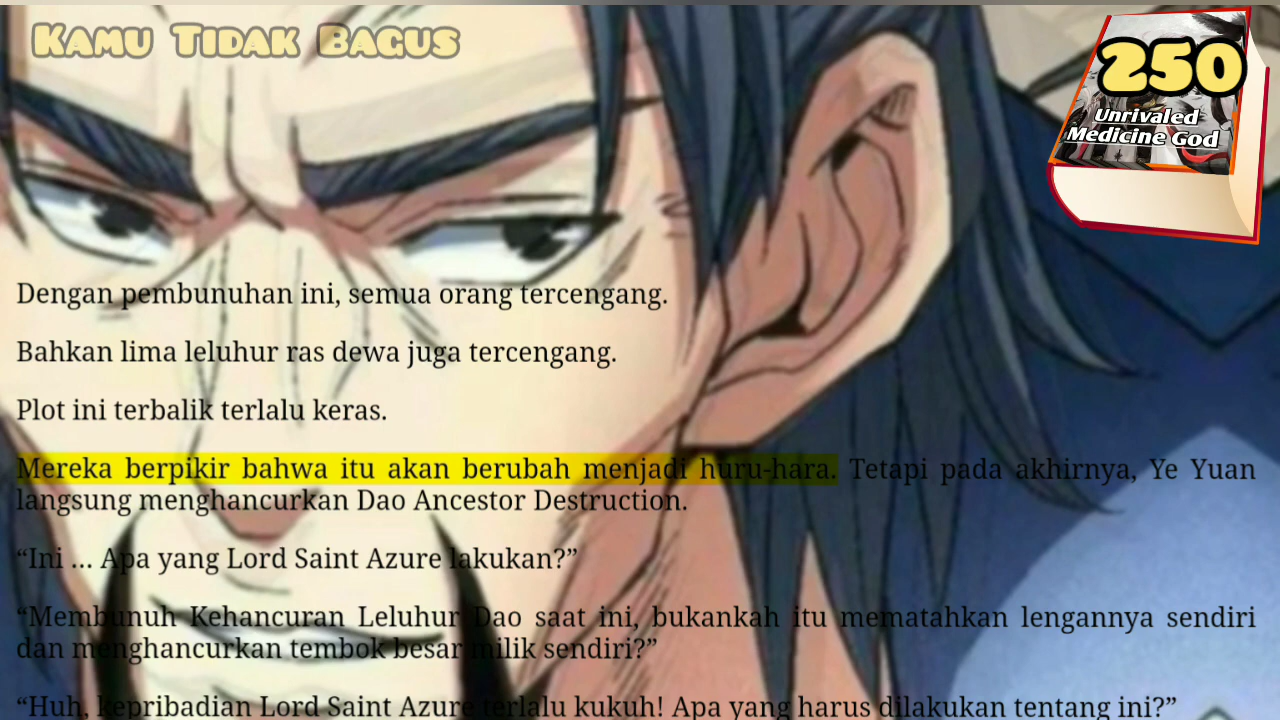 Kamu Tidak Bagus
250
Unrivaled
Medicine God
Dengan pembunuhan ini, semua orang tercengang.
Bahkan lima leluhur ras dewa juga tercengang.
Plot ini terbalik terlalu keras.
Mereka berpikir bahwa itu akan berubah menjadi huru-hara. Tetapi pada akhirnya, Ye Yuan
langsung menghancurkan Dao Ancestor Destruction.
“Ini … Apa yang Lord Saint Azure lakukan?”
“Membunuh Kehancuran Leluhur Dao saat ini, bukankah itu mematahkan lengannya sendiri
dan menghancurkan tembok besar milik sendiri?”
“Huh, kepribadian Lord Saint Azure terlalu kukuh! Apa yang harus dilakukan tentang ini?”